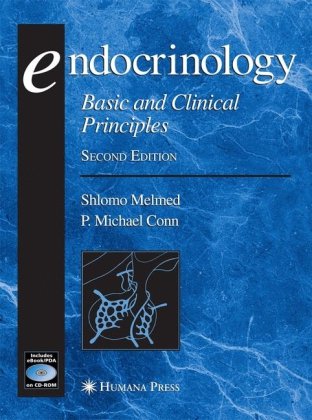 endocrinology
Basic and Clinical
Principles
SECOND EDITION
Shlomo Melmed
P. Michael Conn
Includes
eBook/PDA
on CD-ROM
HUMANA PRESS